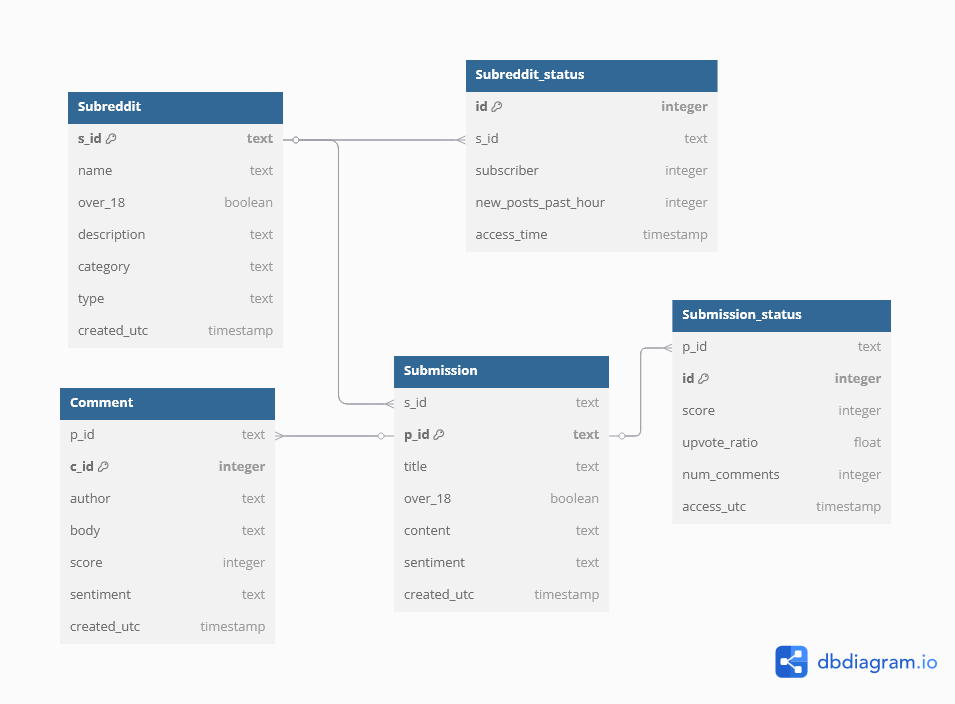 Subreddit
s_id text
name text
over_18 boolean
description text
category text
type text
created_utc timestamp
Subreddit_status
id integer
s_id text
subscriber integer
new_posts_past_hour integer
access_time timestamp
Submission_status
p_id text
id integer
score integer
upvote_ratio float
num_comments integer
access_utc timestamp
Submission
s_id text
p_id text
title text
over_18 boolean
content text
sentiment text
created_utc timestamp
Comment
p_id text
c_id integer
author text
body text
score integer
sentiment text
created_utc timestamp
dbdiagram.io